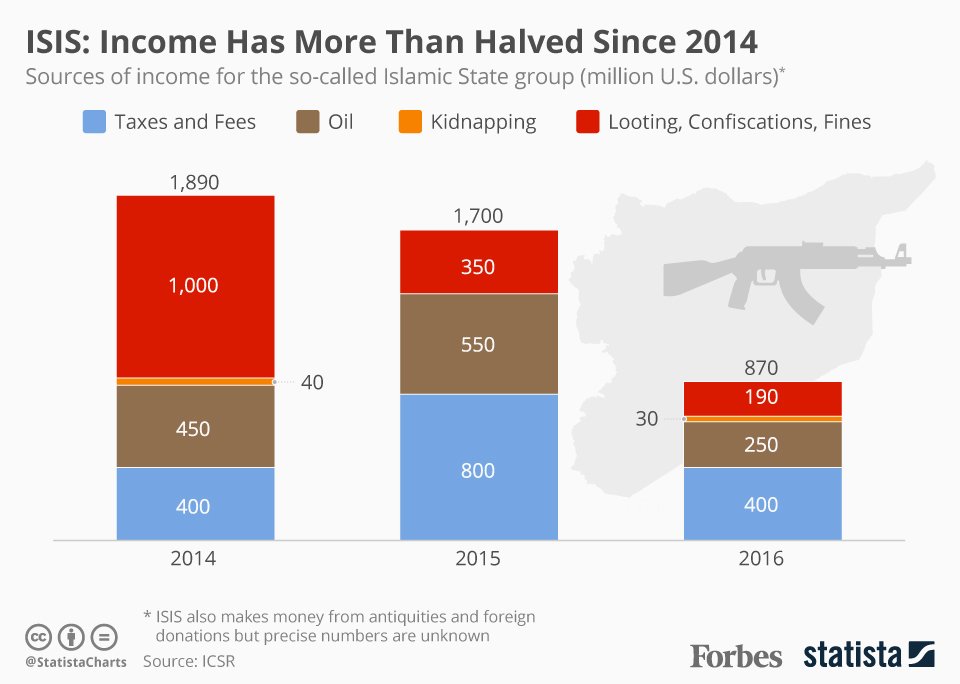 ISIS: Income Has More Than Halved Since 2014
Sources of income for the so-called Islamic State group (million U.S. dollars)*
Taxes and Fees Oil Kidnapping Looting, Confiscations, Fines
1,890
1,000
40
450
400
1,700
350
550
800
870
190
30
250
400
2014 2015 2016
* ISIS also makes money from antiquities and foreign
donations but precise numbers are unknown
cc
@StatistaCharts Source: ICSR
Forbes statista